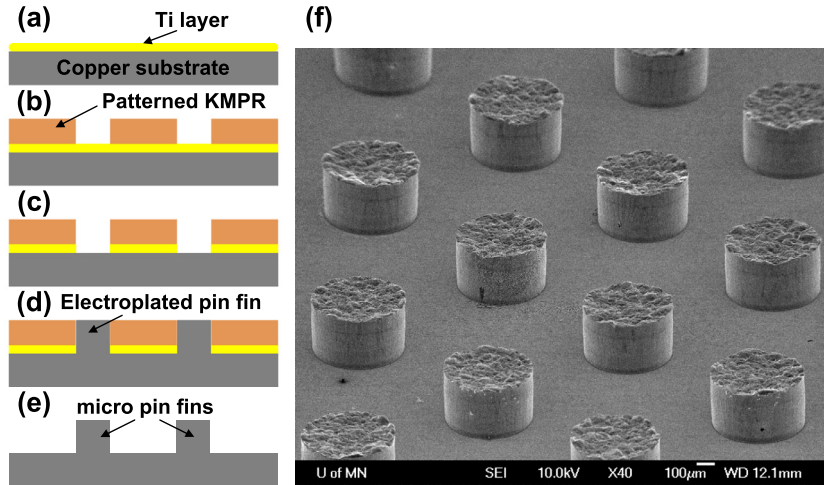 (a)
Ti layer
Copper substrate
(b)
Patterned KMPR
(c)
(d)
Electroplated pin fin
(e)
micro pin fins
(f)
U of MN SEI 10.0kV X40 100µm WD 12.1mm